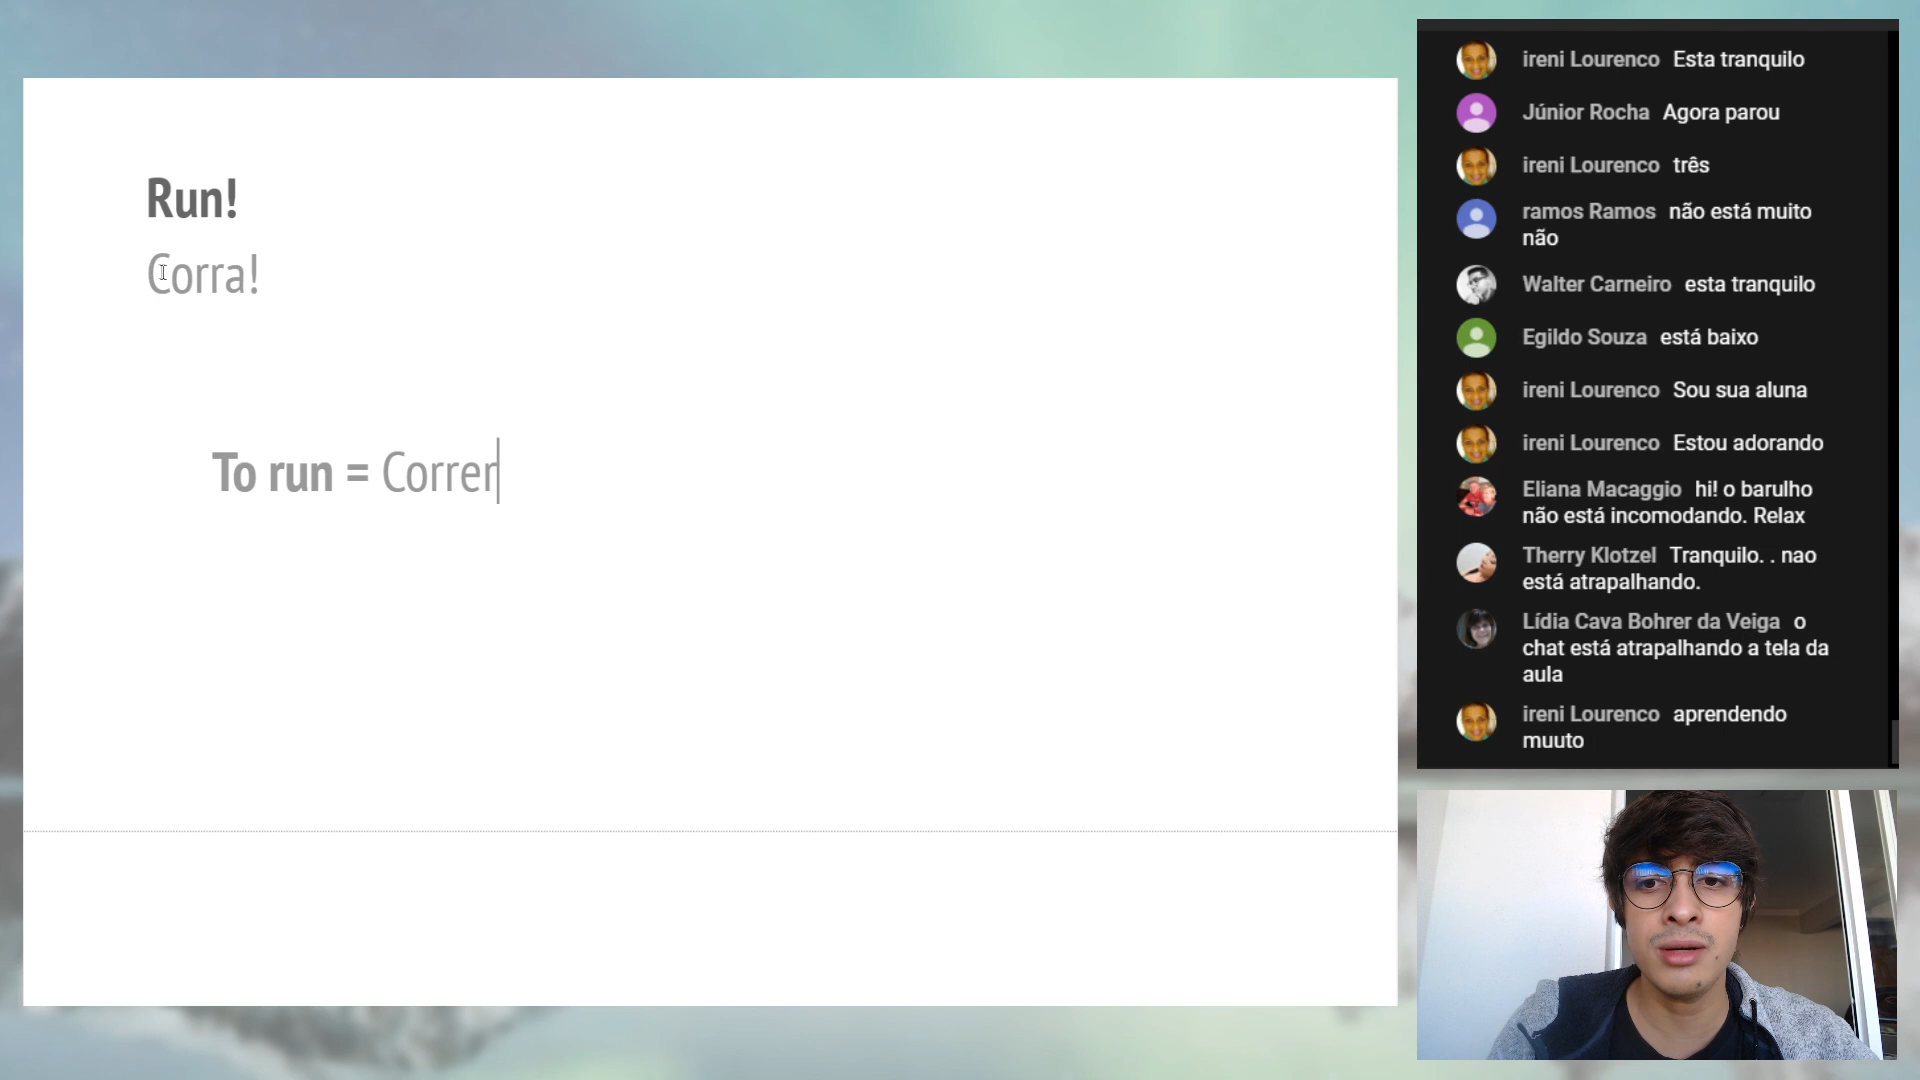 Run!
Corra!
To run = Correr
ireni Lourenco Esta tranquilo
Júnior Rocha Agora parou
ireni Lourenco três
ramos Ramos não está muito
não
Walter Carneiro esta tranquilo
Egildo Souza está baixo
ireni Lourenco Sou sua aluna
ireni Lourenco Estou adorando
Eliana Macaggio hi! o barulho
não está incomodando. Relax
Therry Klotzel Tranquilo. . nao
está atrapalhando.
Lídia Cava Bohrer da Veiga o
chat está atrapalhando a tela da
aula
ireni Lourenco aprendendo
muuto